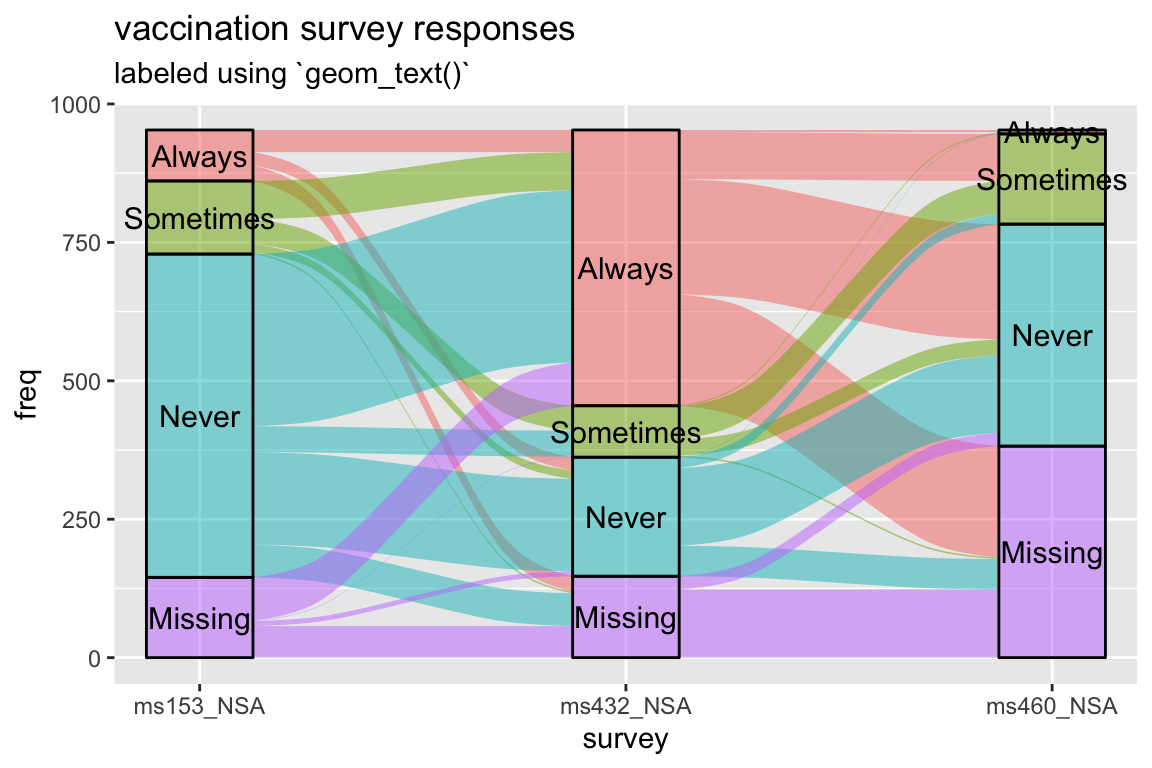 vaccination survey responses
labeled using `geom_text()`
1000
750
500
250
0
freq
Always
Sometimes
Never
Missing
Always
Sometimes
Never
Missing
Always
Sometimes
Never
Missing
ms153_NSA
ms432_NSA
ms460_NSA
survey